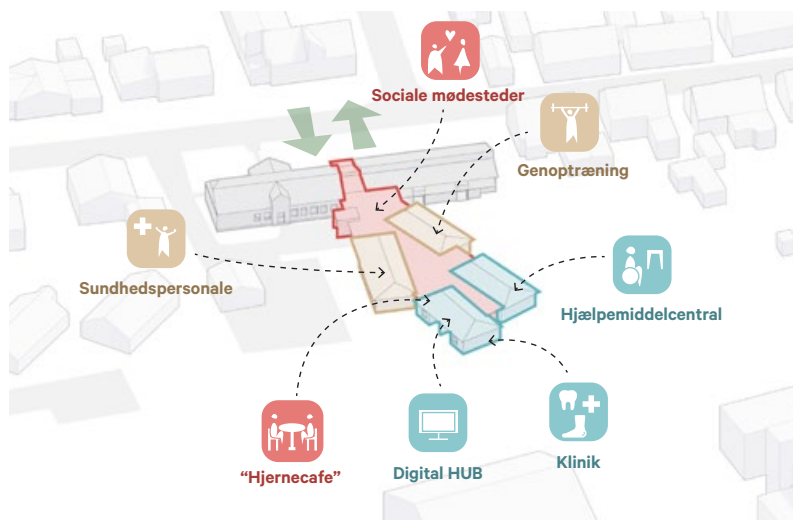 Sociale mødesteder
Genoptræning
Sundhedspersonale
Hjælpemiddelcentral
“Hjernecafe”
Digital HUB
Klinik